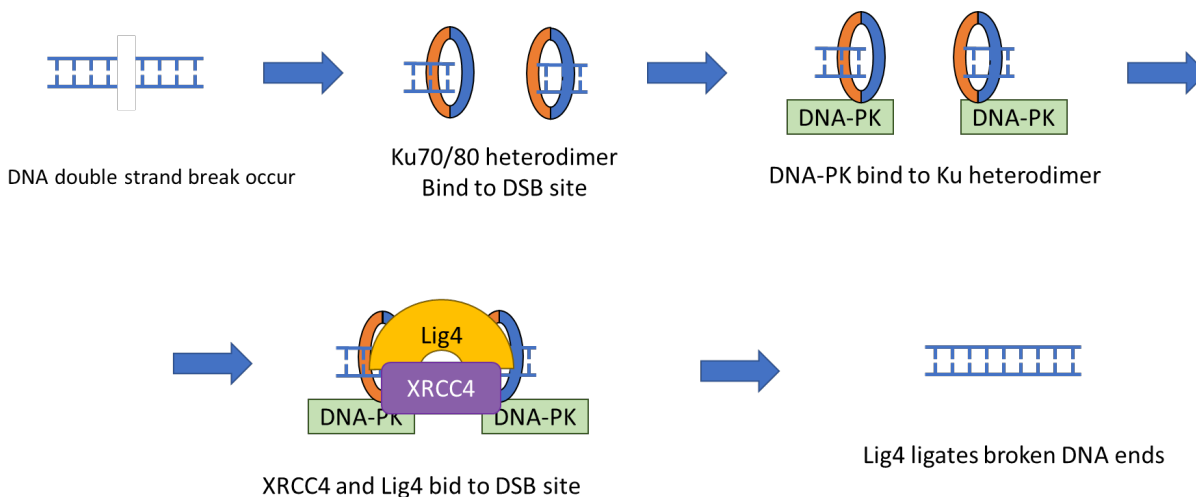 DNA double strand break occur
Ku70/80 heterodimer
Bind to DSB site
DNA-PK
DNA-PK
DNA-PK bind to Ku heterodimer
Lig4
XRCC4
DNA-PK
DNA-PK
XRCC4 and Lig4 bid to DSB site
Lig4 ligates broken DNA ends